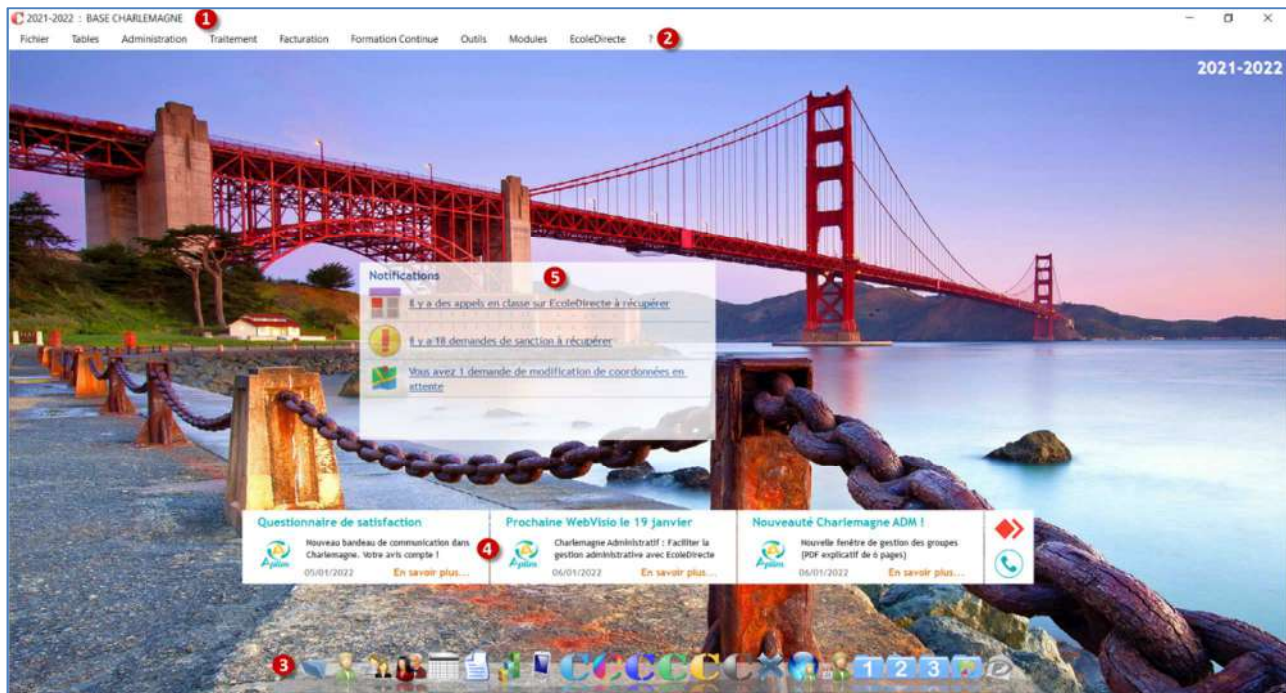 2021-2022 : BASE CHARLEMAGNE 1
Fichier Tables Administration Traitement Facturation Formation Continue Outils Modules EcoleDirecte ? 2
2021-2022
Notifications 5
Il y a des appels en classe sur EcoleDirecte à récupérer
Il y a 18 demandes de sanction à récupérer
Vous avez 1 demande de modification de coordonnées en
attente
Questionnaire de satisfaction
Nouveau bandeau de communication dans
Charlemagne. Votre avis compte !
Aplim
05/01/2022 En savoir plus...
4
Prochaine WebVisio le 19 janvier
Charlemagne Administratif : Faciliter la
gestion administrative avec EcoleDirecte
Aplim
06/01/2022 En savoir plus...
Nouveauté Charlemagne ADM !
Nouvelle fenêtre de gestion des groupes
(PDF explicatif de 6 pages)
Aplim
06/01/2022 En savoir plus...
3
C C C C C C 1 2 3